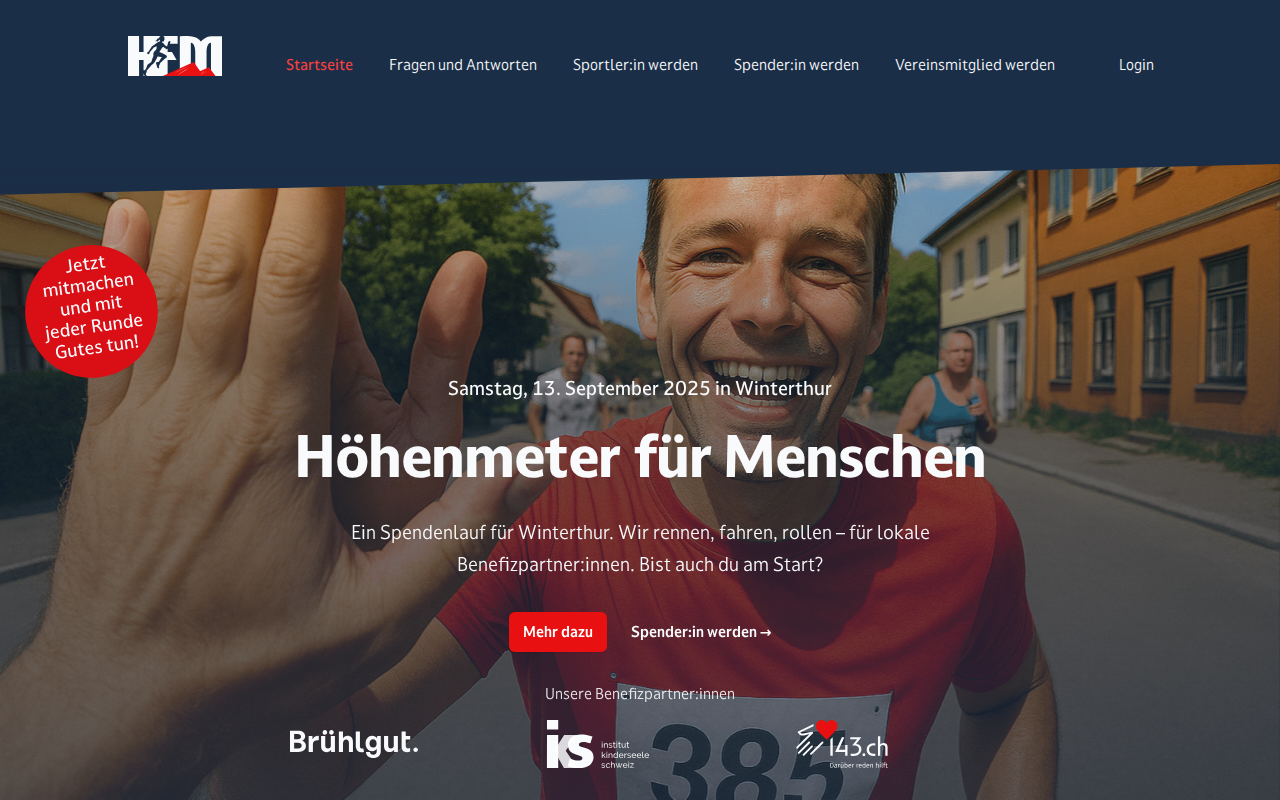 HFM
Startseite
Fragen und Antworten
Sportler:in werden
Spender:in werden
Vereinsmitglied werden
Login
Jetzt
mitmachen
und mit
jeder Runde
Gutes tun!
Samstag, 13. September 2025 in Winterthur
Höhenmeter für Menschen
Ein Spendenlauf für Winterthur. Wir rennen, fahren, rollen – für lokale
Benefizpartner:innen. Bist auch du am Start?
Mehr dazu
Spender:in werden →
Unsere Benefizpartner:innen
Brühlgut.
iks
institut
kinderseele
schweiz
143.ch
Darüber reden hilft
385